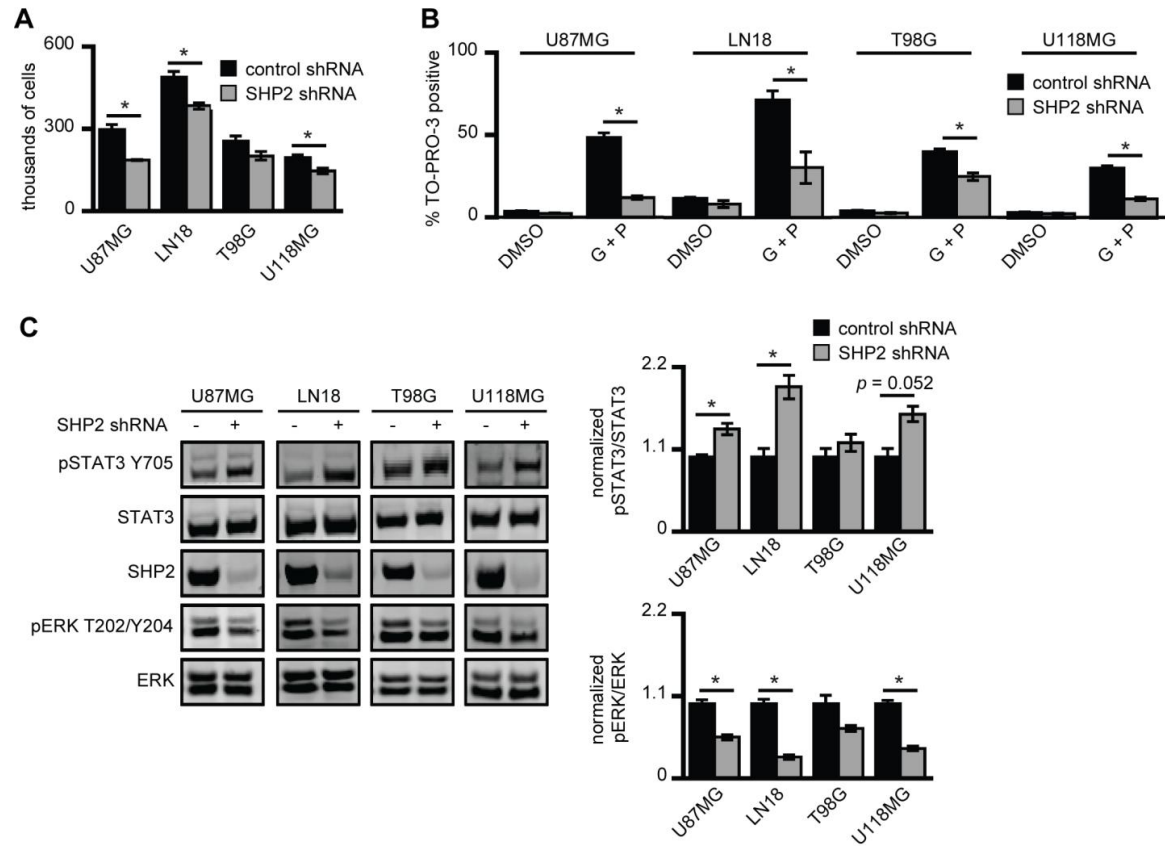 A
thousands of cells
600
300
0
*
*
*
control shRNA
SHP2 shRNA
U87MG
LN18
T98G
U118MG
B
% TO-PRO-3 positive
100
50
0
U87MG
LN18
T98G
U118MG
*
*
*
*
control shRNA
SHP2 shRNA
DMSO
G + P
DMSO
G + P
DMSO
G + P
DMSO
G + P
C
U87MG LN18 T98G U118MG
SHP2 shRNA - + - + - + - +
pSTAT3 Y705
STAT3
SHP2
pERK T202/Y204
ERK
control shRNA
SHP2 shRNA
normalized
pSTAT3/STAT3
2.2
1.1
0
*
*
p = 0.052
U87MG
LN18
T98G
U118MG
normalized
pERK/ERK
2.2
1.1
0
*
*
*
U87MG
LN18
T98G
U118MG